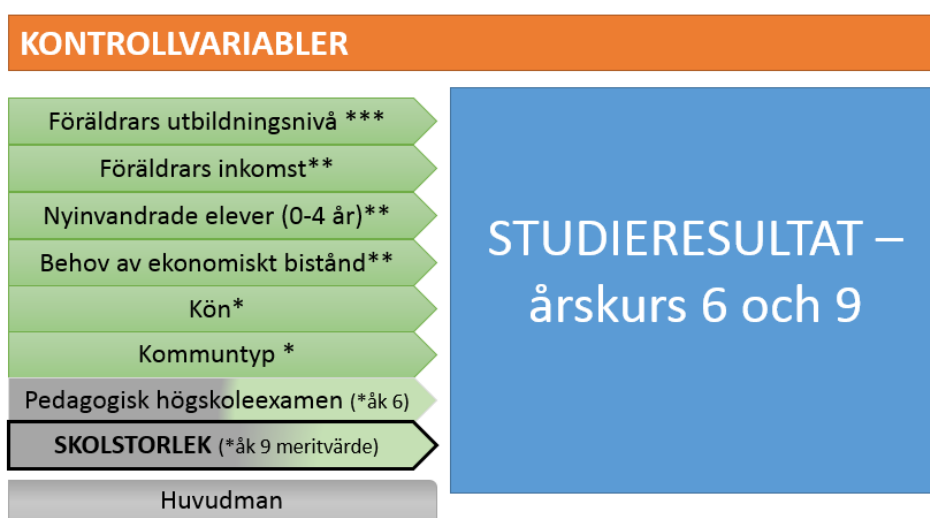 KONTROLLVARIABLER
Föräldrars utbildningsnivå ***
Föräldrars inkomst**
Nyinvandrade elever (0-4 år)**
Behov av ekonomiskt bistånd**
Kön*
Kommuntyp *
Pedagogisk högskoleexamen (*åk 6)
SKOLSTORLEK (*åk 9 meritvärde)
Huvudman
STUDIERESULTAT –
årskurs 6 och 9